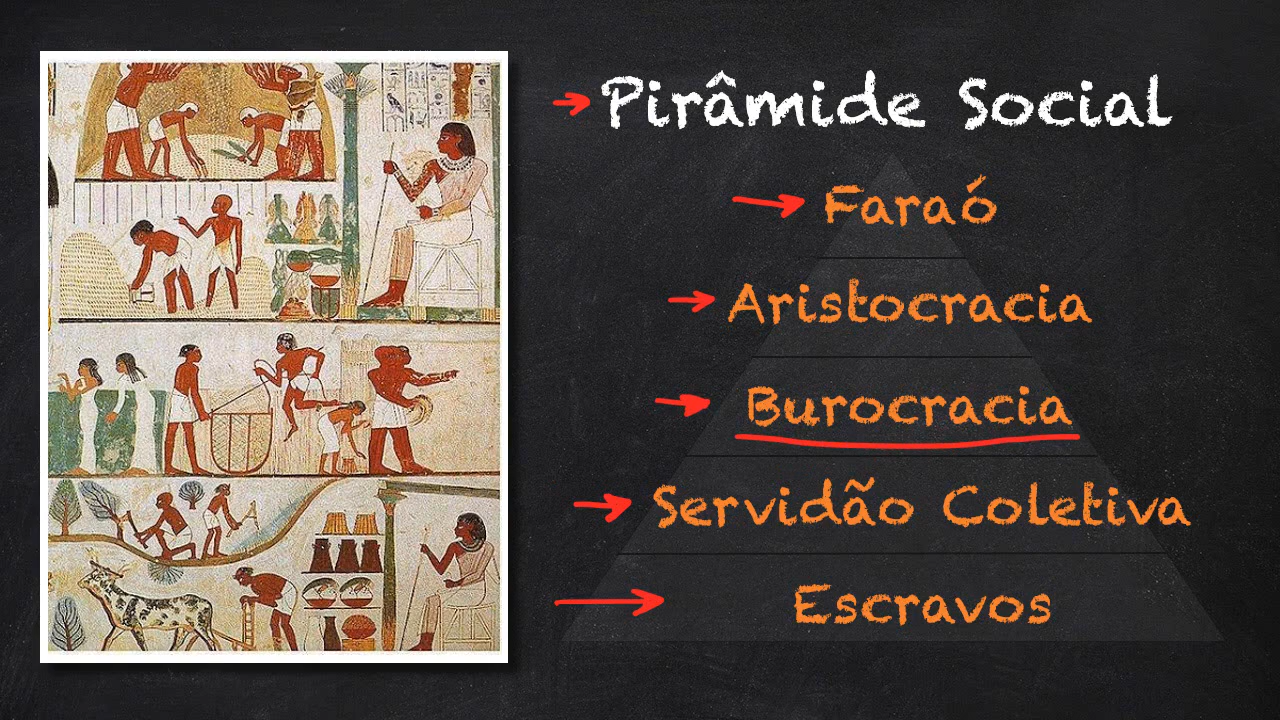 Pirâmide Social
Faraó
Aristocracia
Burocracia
Servidão Coletiva
Escravos